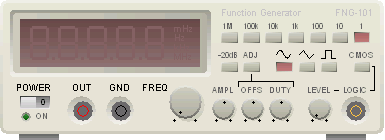 Function Generator FNG-101
1M 100k 10k 1k 100 10 1
mHz
Hz
-20dB ADJ CMOS
POWER OUT GND FREQ AMPL OFFS DUTY LEVEL LOGIC
0
ON